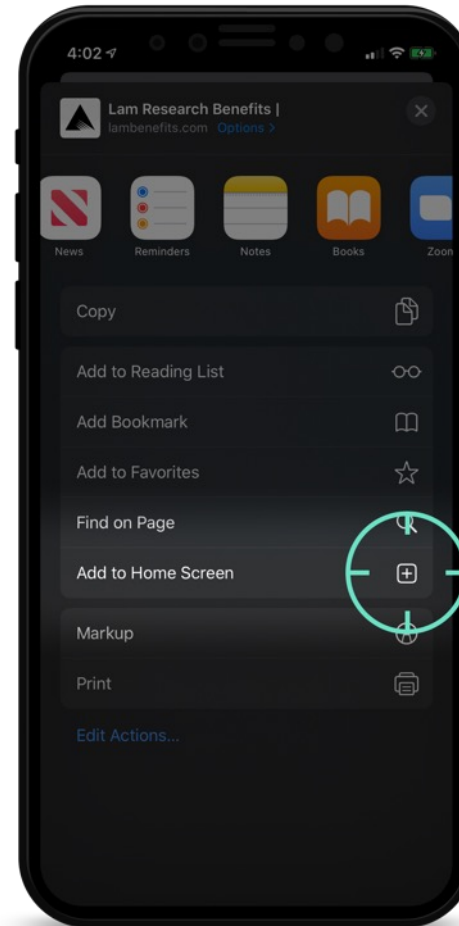 4:02
Lam Research Benefits |
lambenefits.com Options >
News Reminders Notes Books Zoom
Copy
Add to Reading List
Add Bookmark
Add to Favorites
Find on Page
Add to Home Screen
Markup
Print
Edit Actions...